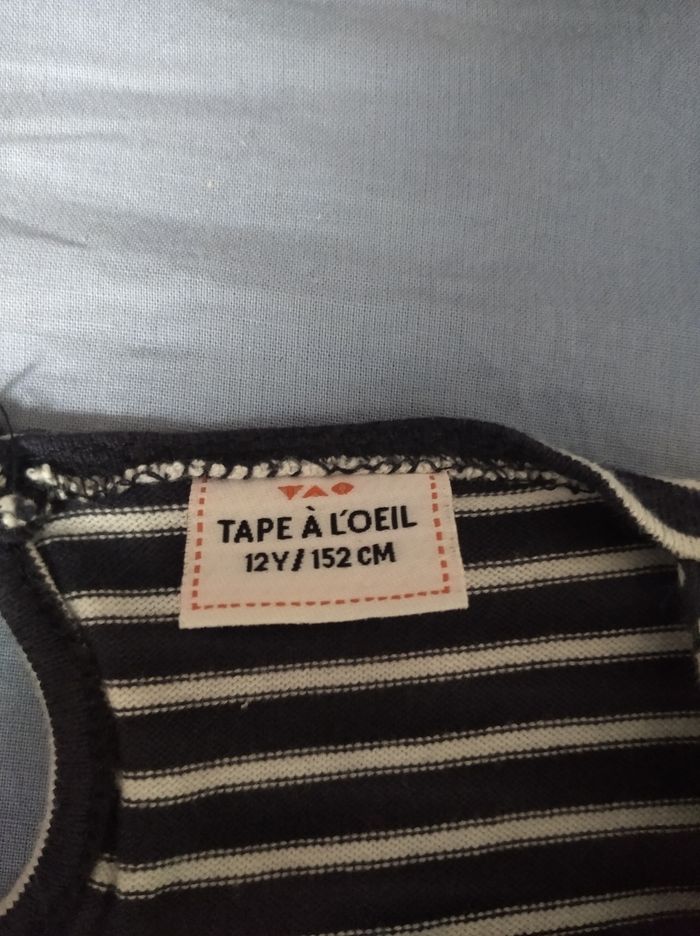 TAO
TAPE À L'OEIL
12Y/152 CM